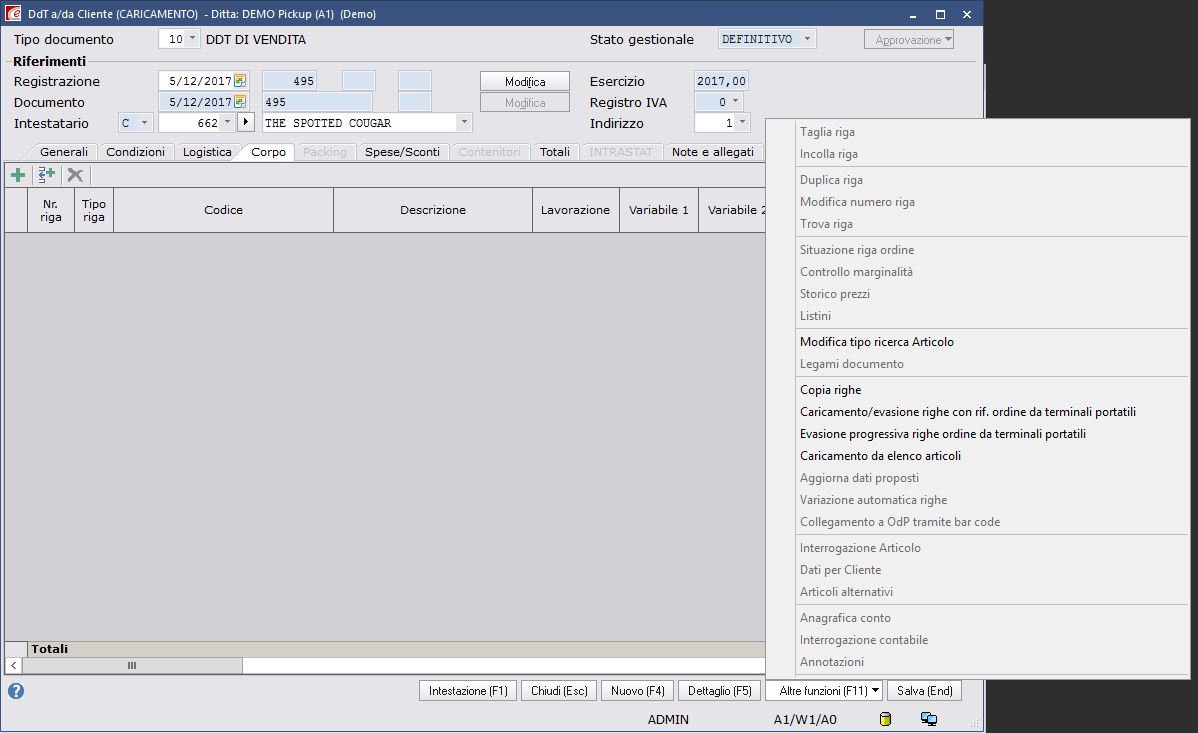 DdT a/da Cliente (CARICAMENTO) - Ditta: DEMO Pickup (A1) (Demo)
Tipo documento 10 DDT DI VENDITA Stato gestionale DEFINITIVO Approvazione
Riferimenti
Registrazione 5/12/2017 495 Modifica Esercizio 2017,00
Documento 5/12/2017 495 Modifica Registro IVA 0
Intestatario C 662 THE SPOTTED COUGAR Indirizzo 1
Generali Condizioni Logistica Corpo Packing Spese/Sconti Contenitori Totali INTRASTAT Note e allegati
Nr. riga Tipo riga Codice Descrizione Lavorazione Variabile 1 Variabile 2
Taglia riga
Incolla riga
Duplica riga
Modifica numero riga
Trova riga
Situazione riga ordine
Controllo marginalità
Storico prezzi
Listini
Modifica tipo ricerca Articolo
Legami documento
Copia righe
Caricamento/evasione righe con rif. ordine da terminali portatili
Evasione progressiva righe ordine da terminali portatili
Caricamento da elenco articoli
Aggiorna dati proposti
Variazione automatica righe
Collegamento a OdP tramite bar code
Interrogazione Articolo
Dati per Cliente
Articoli alternativi
Anagrafica conto
Interrogazione contabile
Annotazioni
Totali
Intestazione (F1) Chiudi (Esc) Nuovo (F4) Dettaglio (F5) Altre funzioni (F11) Salva (End)
ADMIN A1/W1/A0